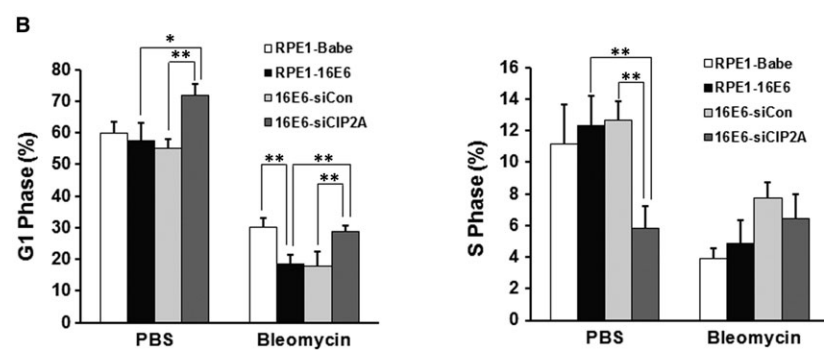 B
* RPE1-Babe
** RPE1-16E6
16E6-siCon
16E6-siCIP2A
** **
**
80
70
60
50
40
30
20
10
0
G1 Phase (%)
PBS Bleomycin
** RPE1-Babe
** RPE1-16E6
16E6-siCon
16E6-siCIP2A
16
14
12
10
8
6
4
2
0
S Phase (%)
PBS Bleomycin